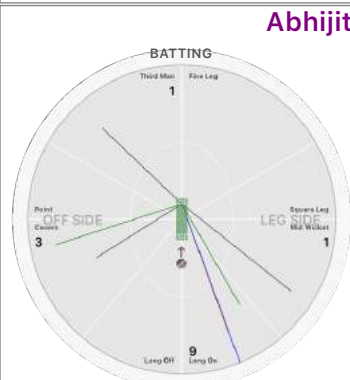 Abhijit
BATTING
Third Man Fine Leg
1
Point Square Leg
OFF SIDE LEG SIDE
Covers Mid Wicket
3 1
9
Long Off Long On